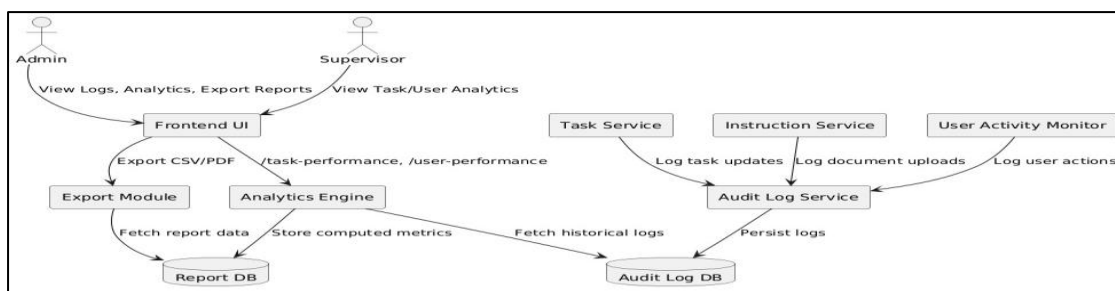 Admin
Supervisor
View Logs, Analytics, Export Reports
View Task/User Analytics
Frontend UI
Task Service
Instruction Service
User Activity Monitor
Export CSV/PDF
/task-performance, /user-performance
Log task updates
Log document uploads
Log user actions
Export Module
Analytics Engine
Audit Log Service
Fetch report data
Store computed metrics
Fetch historical logs
Persist logs
Report DB
Audit Log DB